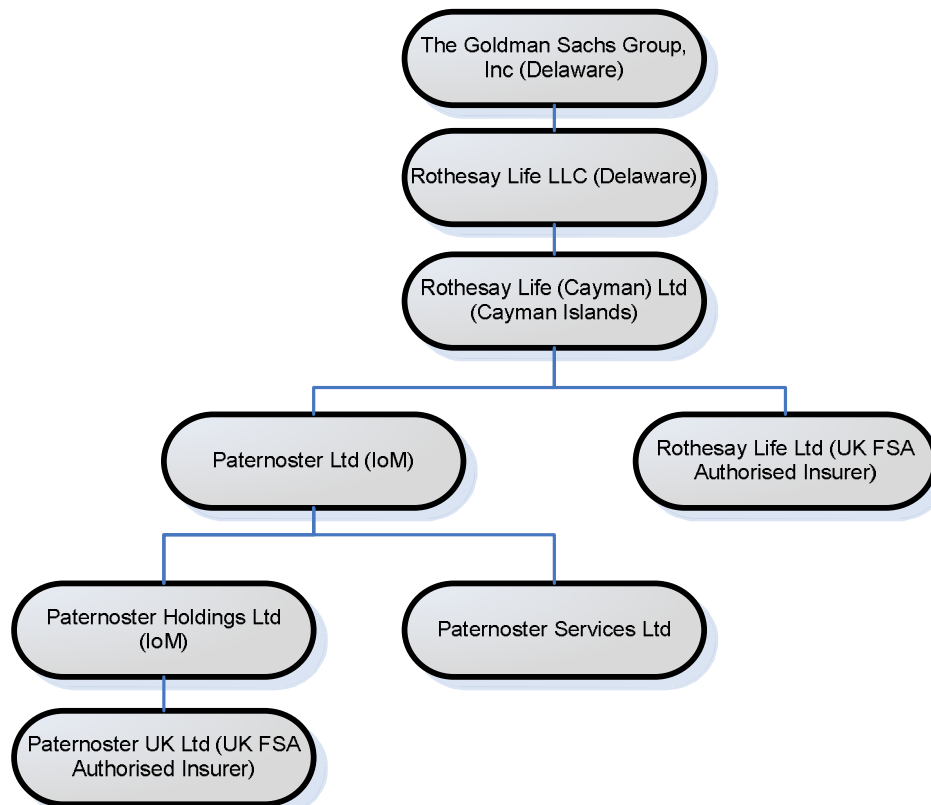 The Goldman Sachs Group,
Inc (Delaware)
Rothesay Life LLC (Delaware)
Rothesay Life (Cayman) Ltd
(Cayman Islands)
Paternoster Ltd (IoM)
Rothesay Life Ltd (UK FSA
Authorised Insurer)
Paternoster Holdings Ltd
(IoM)
Paternoster Services Ltd
Paternoster UK Ltd (UK FSA
Authorised Insurer)